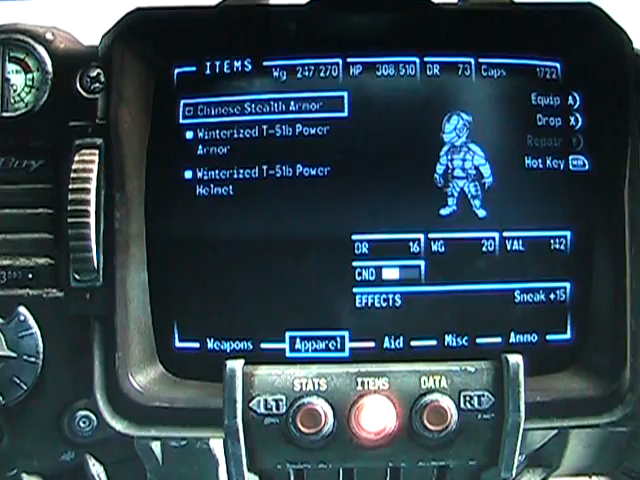 ITEMS Wg 247/270 HP 308/510 DR 73 Caps 1722
Chinese Stealth Armor
Winterized T-51b Power
Armor
Winterized T-51b Power
Helmet
Equip A)
Drop X)
Repair Y)
Hot Key
DR 16 WG 20 VAL 142
CND
EFFECTS Sneak +15
Weapons Apparel Aid Misc Ammo
STATS ITEMS DATA
LT RT